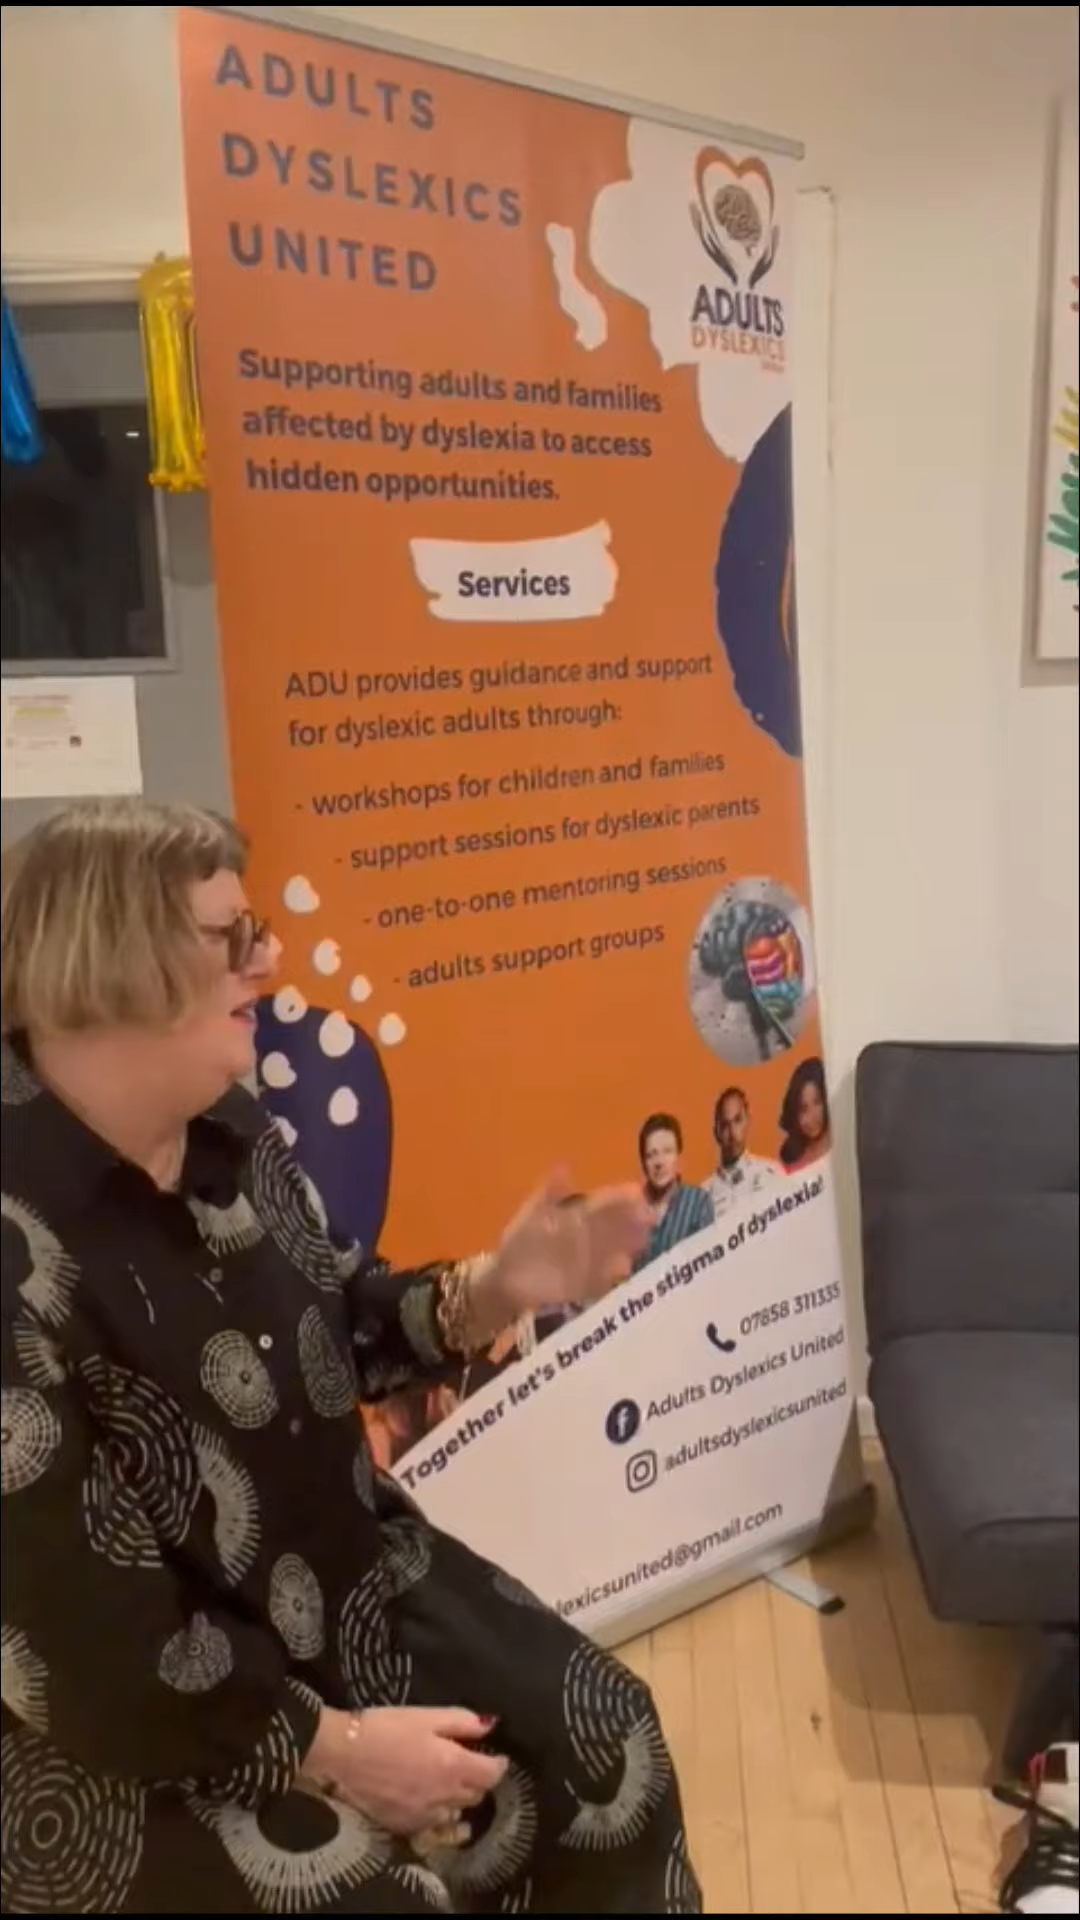 ADULTS
DYSLEXICS
UNITED
ADULTS
DYSLEXICS
Supporting adults and families
affected by dyslexia to access
hidden opportunities.
Services
ADU provides guidance and support
for dyslexic adults through:
- workshops for children and families
- support sessions for dyslexic parents
- one-to-one mentoring sessions
- adults support groups
Together let's break the stigma of dyslexia!
07858 311335
Adults Dyslexics United
adultsdyslexicsunited
lexicsunited@gmail.com